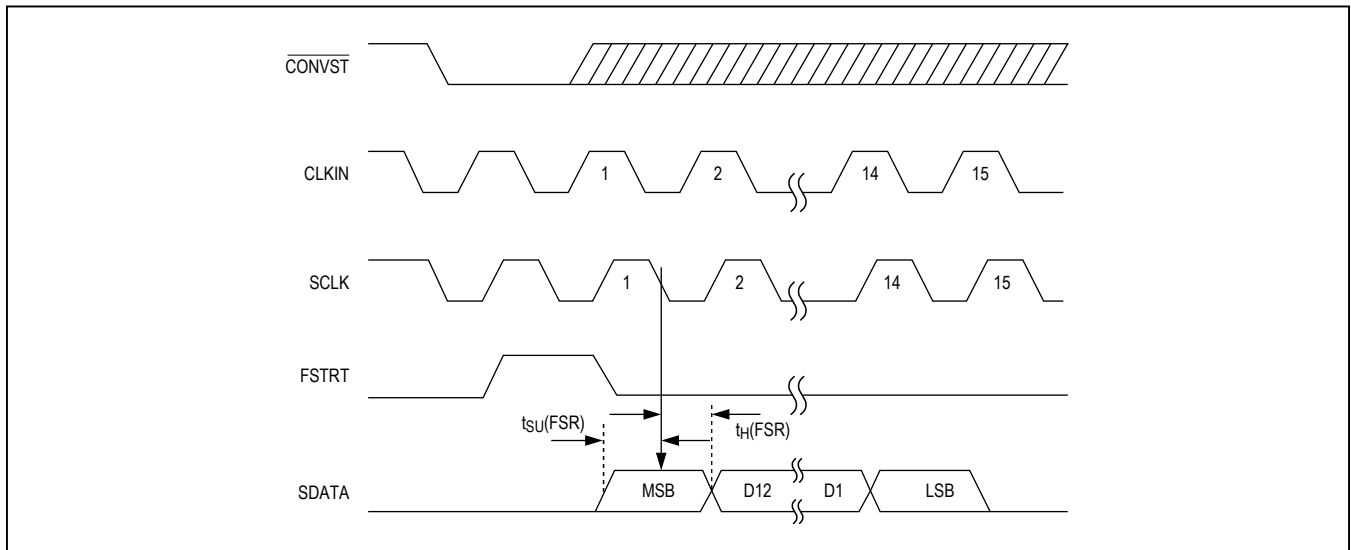 CONVST
CLKIN
1
2
14
15
SCLK
1
2
14
15
FSTRT
tSU(FSR)
tH(FSR)
SDATA
MSB
D12
D1
LSB